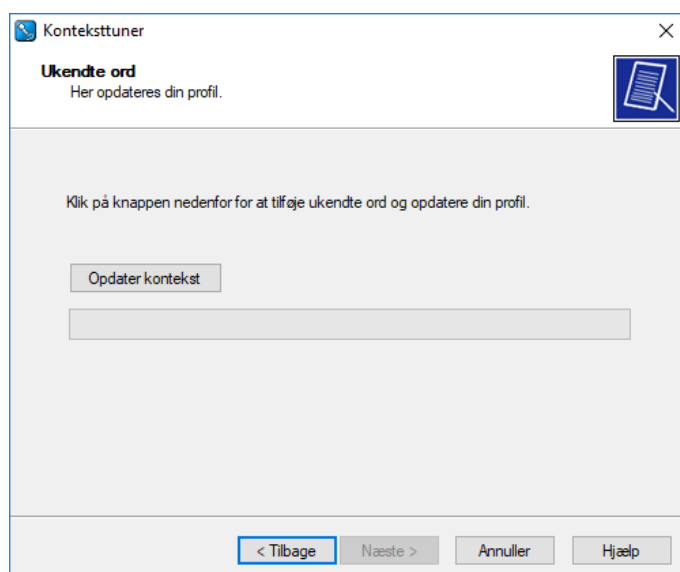 Konteksttuner
Ukendte ord
Her opdateres din profil.
Klik på knappen nedenfor for at tilføje ukendte ord og opdatere din profil.
Opdater kontekst
< Tilbage
Næste >
Annuller
Hjælp